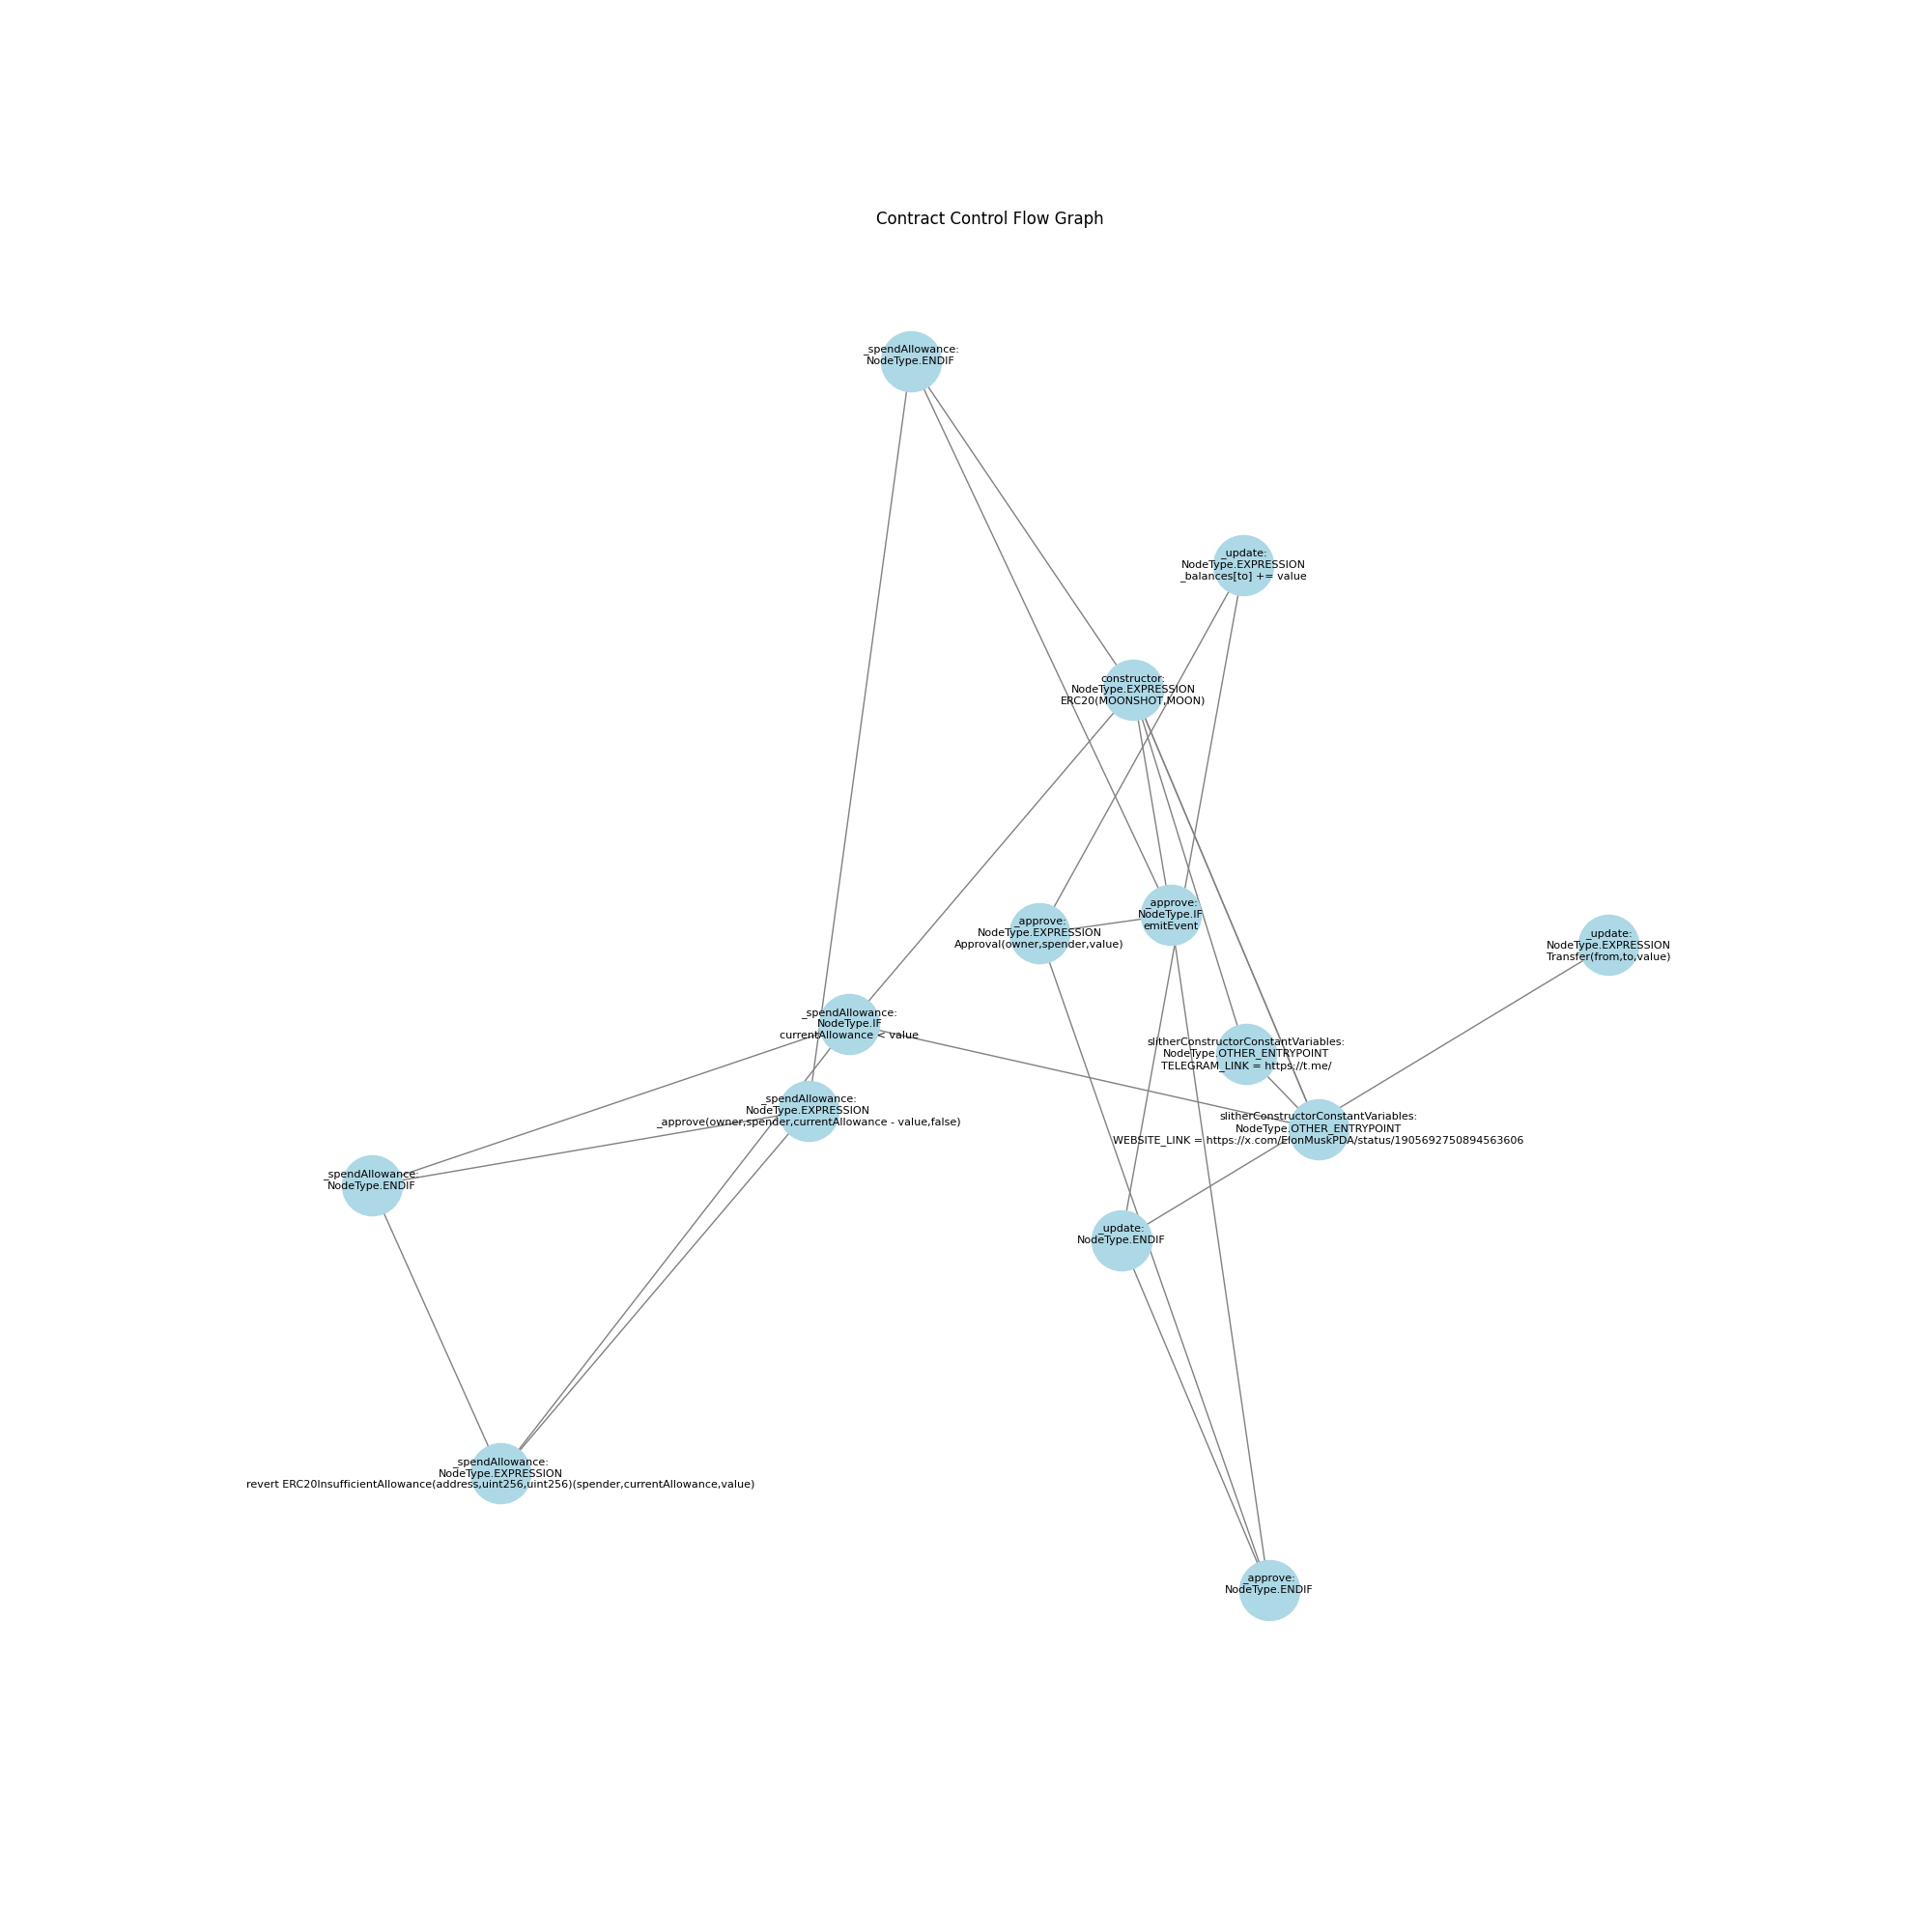 Contract Control Flow Graph
_spendAllowance:
NodeType.ENDIF
_update:
NodeType.EXPRESSION
_balances[to] += value
constructor:
NodeType.EXPRESSION
ERC20(MOONSHOT,MOON)
_approve:
NodeType.IF
emitEvent
_approve:
NodeType.EXPRESSION
Approval(owner,spender,value)
_update:
NodeType.EXPRESSION
Transfer(from,to,value)
_spendAllowance:
NodeType.IF
currentAllowance < value
slitherConstructorConstantVariables:
NodeType.OTHER_ENTRYPOINT
TELEGRAM_LINK = https://t.me/
_spendAllowance:
NodeType.EXPRESSION
_approve(owner,spender,currentAllowance - value,false)
slitherConstructorConstantVariables:
NodeType.OTHER_ENTRYPOINT
WEBSITE_LINK = https://x.com/ElonMuskPDA/status/1905692750894563606
_spendAllowance:
NodeType.ENDIF
_update:
NodeType.ENDIF
_spendAllowance:
NodeType.EXPRESSION
revert ERC20InsufficientAllowance(address,uint256,uint256)(spender,currentAllowance,value)
_approve:
NodeType.ENDIF